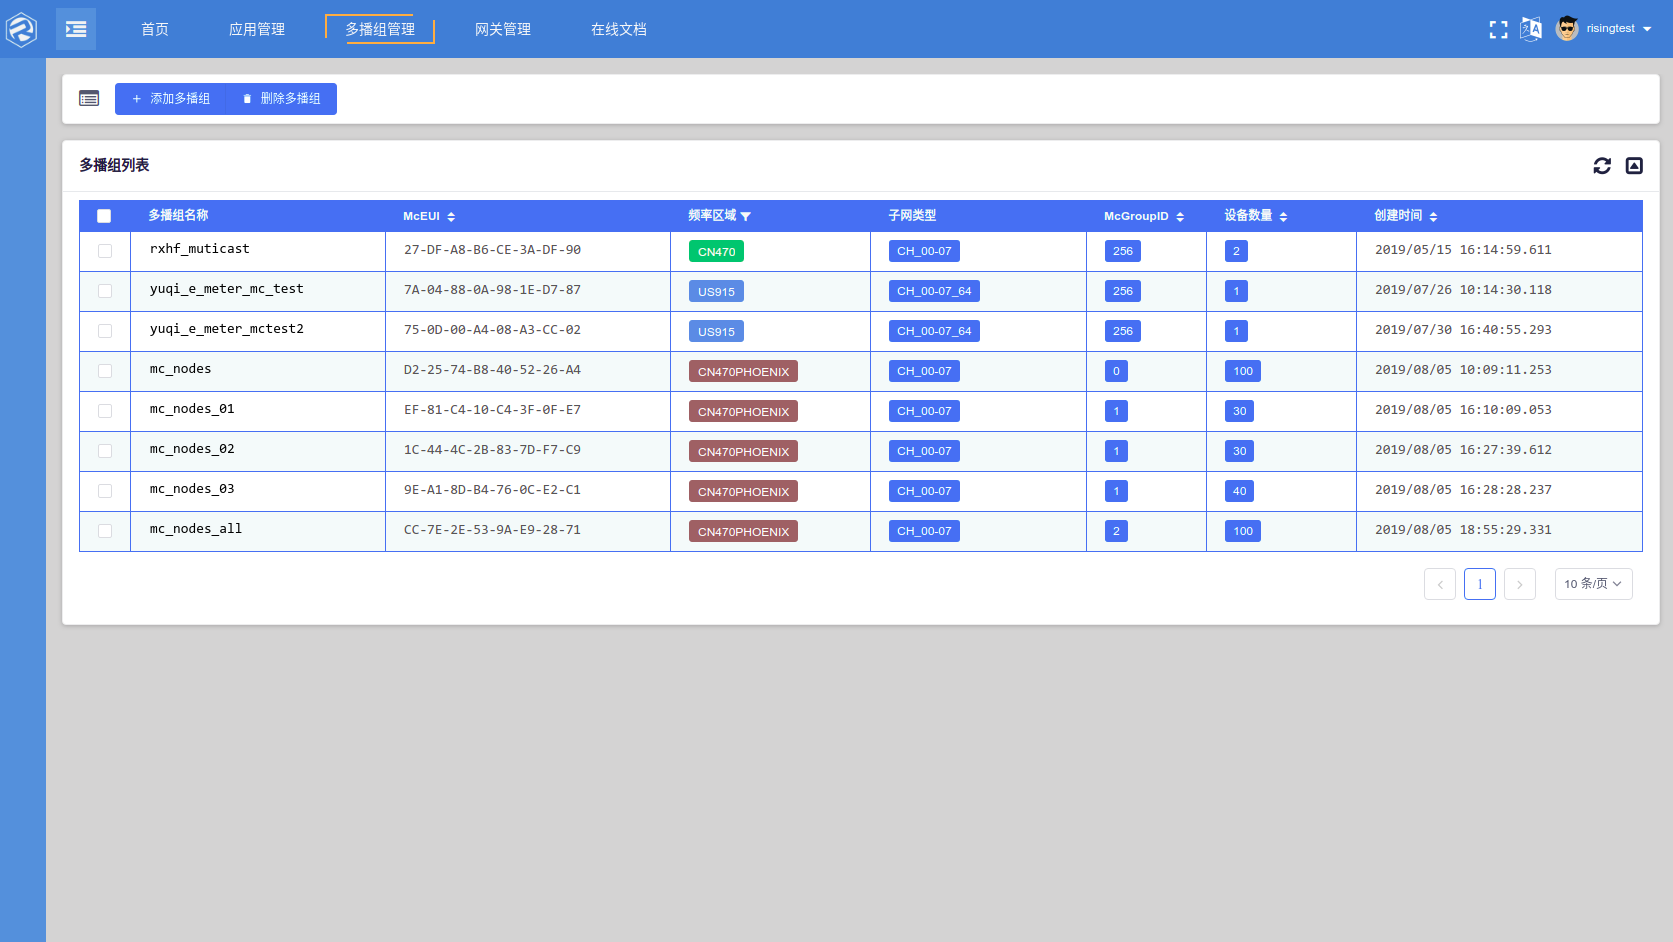 首页 应用管理 多播组管理 网关管理 在线文档 risingtest
添加多播组 删除多播组
多播组列表
多播组名称 McEUI 频率区域 子网类型 McGroupID 设备数量 创建时间
rxhf_muticast 27-DF-A8-B6-CE-3A-DF-90 CN470 CH_00-07 256 2 2019/05/15 16:14:59.611
yuqi_e_meter_mc_test 7A-04-88-0A-98-1E-D7-87 US915 CH_00-07_64 256 1 2019/07/26 10:14:30.118
yuqi_e_meter_mctest2 75-0D-00-A4-08-A3-CC-02 US915 CH_00-07_64 256 1 2019/07/30 16:40:55.293
mc_nodes D2-25-74-B8-40-52-26-A4 CN470PHOENIX CH_00-07 0 100 2019/08/05 10:09:11.253
mc_nodes_01 EF-81-C4-10-C4-3F-0F-E7 CN470PHOENIX CH_00-07 1 30 2019/08/05 16:10:09.053
mc_nodes_02 1C-44-4C-2B-83-7D-F7-C9 CN470PHOENIX CH_00-07 1 30 2019/08/05 16:27:39.612
mc_nodes_03 9E-A1-8D-B4-76-0C-E2-C1 CN470PHOENIX CH_00-07 1 40 2019/08/05 16:28:28.237
mc_nodes_all CC-7E-2E-53-9A-E9-28-71 CN470PHOENIX CH_00-07 2 100 2019/08/05 18:55:29.331
1 10 条/页